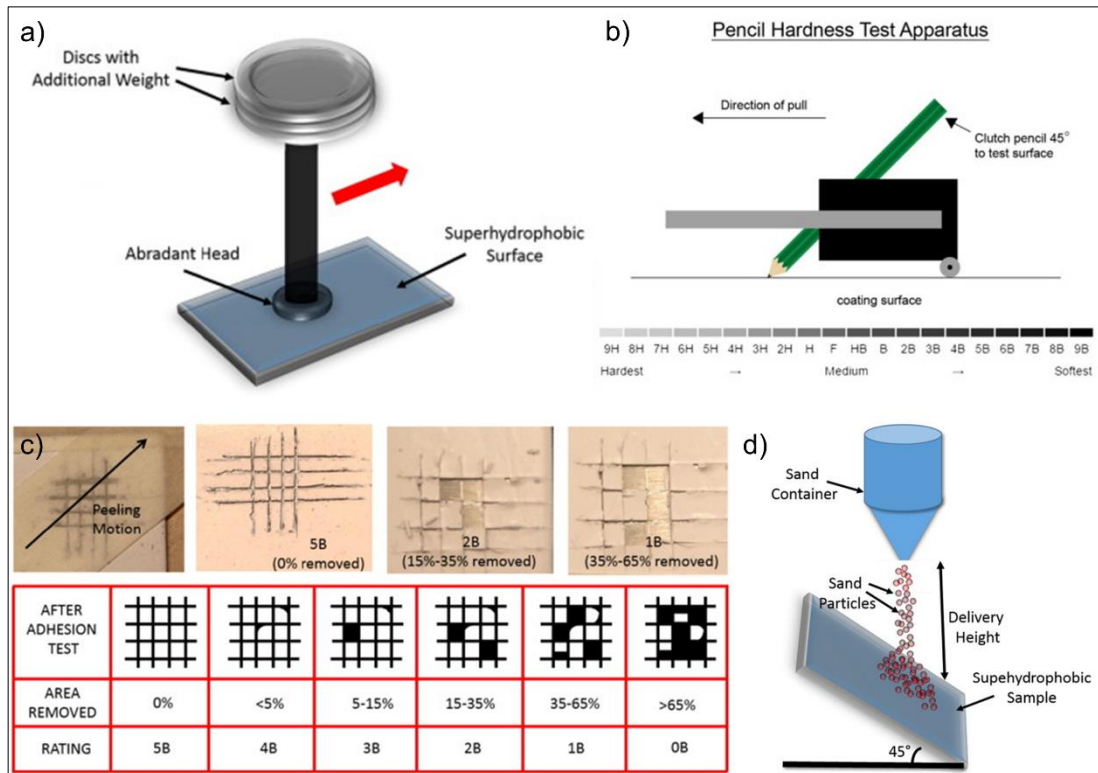 a)
Discs with
Additional Weight
Abradant Head
Superhydrophobic
Surface
b)
Pencil Hardness Test Apparatus
Direction of pull
Clutch pencil 45°
to test surface
coating surface
9H 8H 7H 6H 5H 4H 3H 2H H F HB B 2B 3B 4B 5B 6B 7B 8B 9B
Hardest → Medium → Softest
c)
Peeling
Motion
5B
(0% removed)
2B
(15%-35% removed)
1B
(35%-65% removed)
AFTER
ADHESION
TEST
AREA
REMOVED
0% <5% 5-15% 15-35% 35-65% >65%
RATING 5B 4B 3B 2B 1B 0B
d)
Sand
Container
Sand
Particles
Delivery
Height
Supehydrophobic
Sample
45°